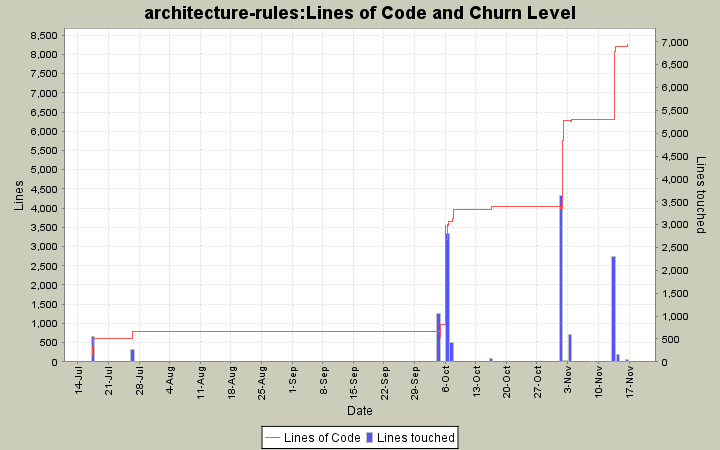 architecture-rules:Lines of Code and Churn Level
8,500
8,000
7,500
7,000
6,500
6,000
5,500
5,000
4,500
4,000
3,500
3,000
2,500
2,000
1,500
1,000
500
0
Lines
7,000
6,500
6,000
5,500
5,000
4,500
4,000
3,500
3,000
2,500
2,000
1,500
1,000
500
0
Lines touched
14-Jul
21-Jul
28-Jul
4-Aug
11-Aug
18-Aug
25-Aug
1-Sep
8-Sep
15-Sep
22-Sep
29-Sep
6-Oct
13-Oct
20-Oct
27-Oct
3-Nov
10-Nov
17-Nov
Date
Lines of Code
Lines touched